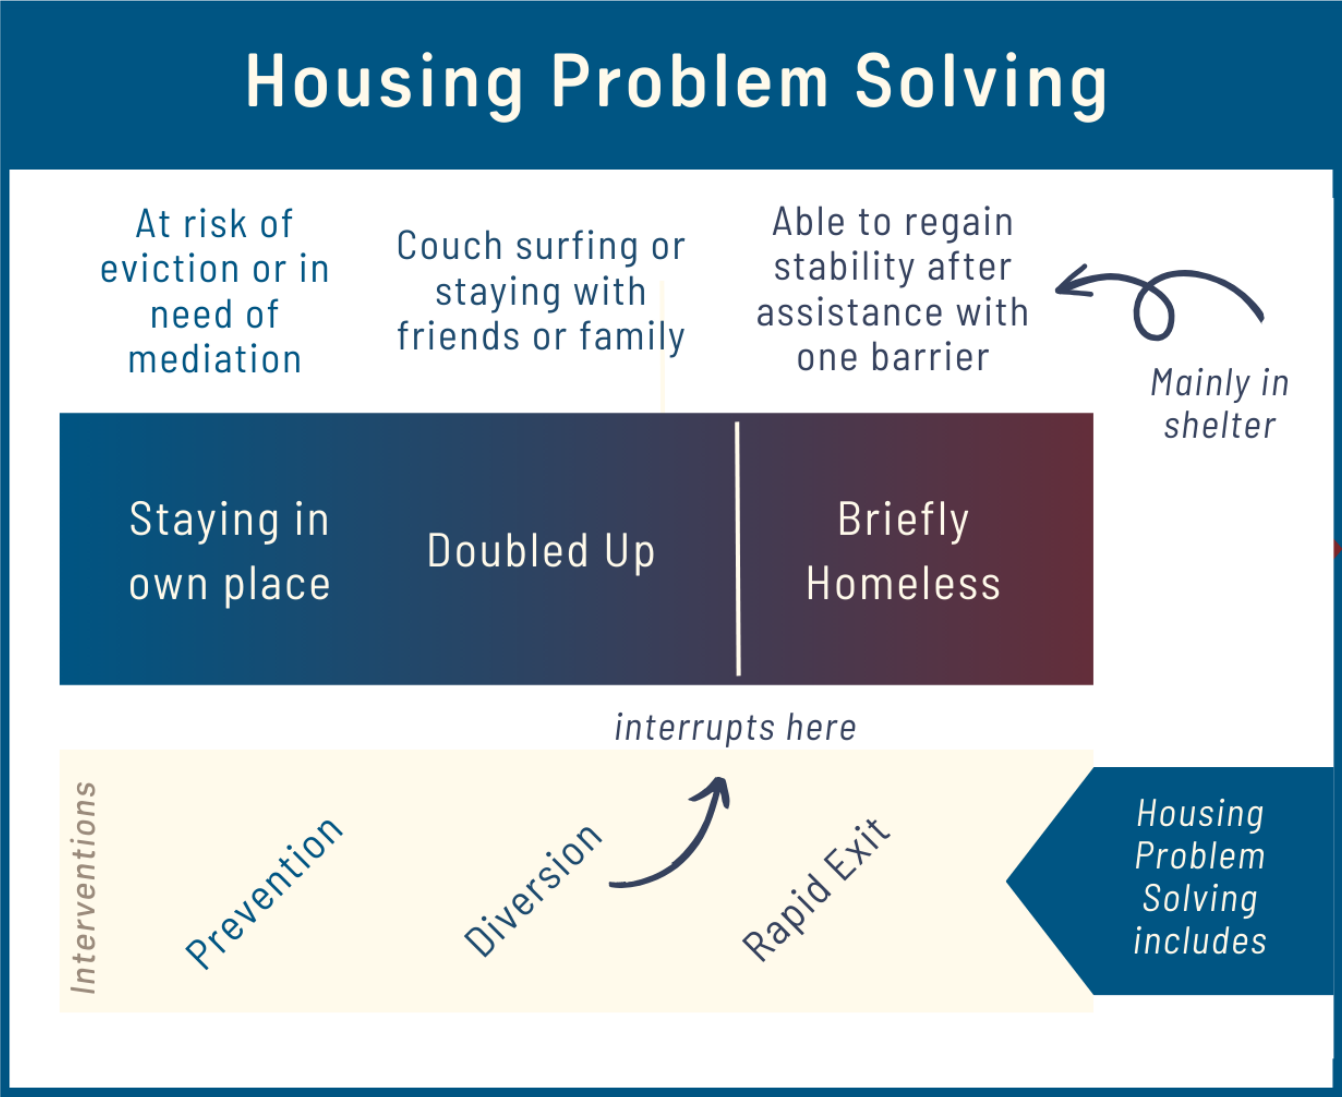 Housing Problem Solving
At risk of
eviction or in
need of
mediation
Couch surfing or
staying with
friends or family
Able to regain
stability after
assistance with
one barrier
Mainly in
shelter
Staying in
own place
Doubled Up
Briefly
Homeless
interrupts here
Interventions
Prevention
Diversion
Rapid Exit
Housing
Problem
Solving
includes